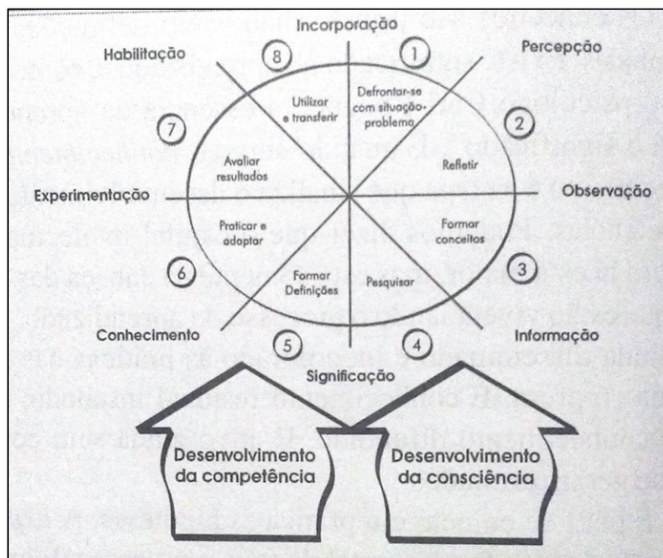 Incorporação
Habilitação
Percepção
8
1
Utilizar
e transferir
Defrontar-se
com situação-
problema
7
2
Avaliar
resultados
Refletir
Experimentação
Observação
Praticar e
adaptar
Formar
conceitos
6
3
Formar
Definições
Pesquisar
Conhecimento
5
4
Informação
Significação
Desenvolvimento
da competência
Desenvolvimento
da consciência